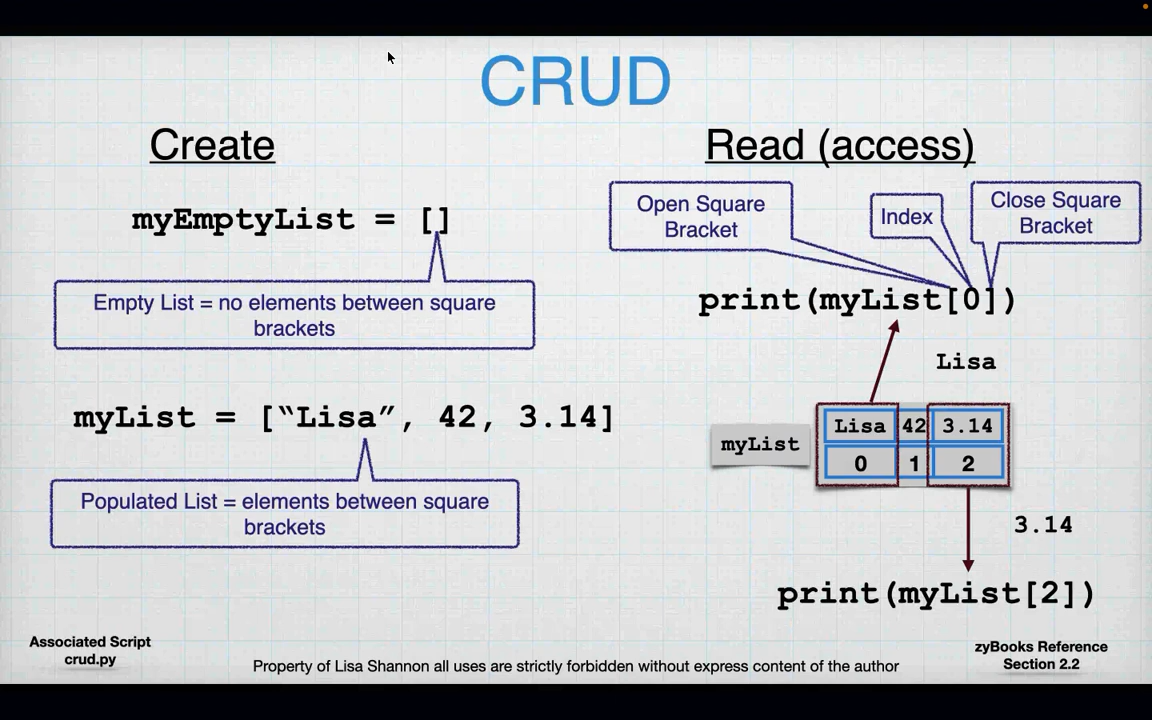 CRUD
Create
myEmptyList = []
Empty List = no elements between square
brackets
myList = [“Lisa”, 42, 3.14]
Populated List = elements between square
brackets
Read (access)
Open Square
Bracket
Index
Close Square
Bracket
print(myList[0])
Lisa
myList
Lisa 42 3.14
0 1 2
3.14
print(myList[2])
Associated Script
crud.py
Property of Lisa Shannon all uses are strictly forbidden without express content of the author
zyBooks Reference
Section 2.2